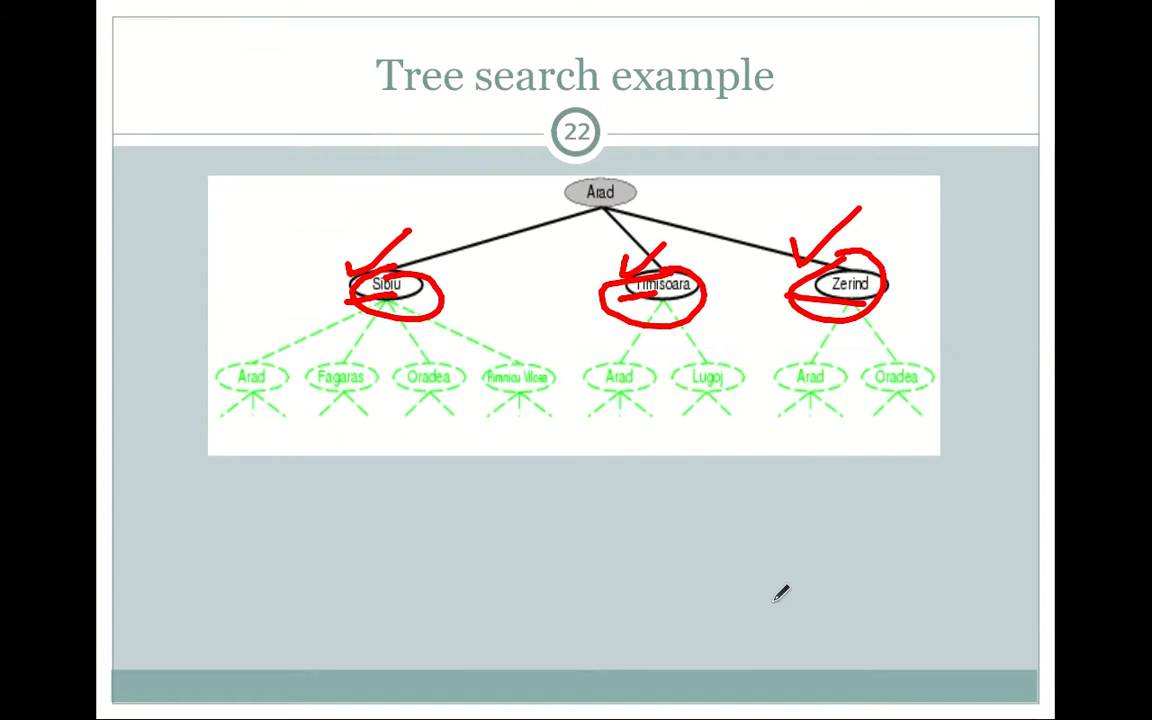 Tree search example
22
Arad
Sibiu Timisoara Zerind
Arad Fagaras Oradea Rimnicu Vilcea Arad Lugoj Arad Oradea